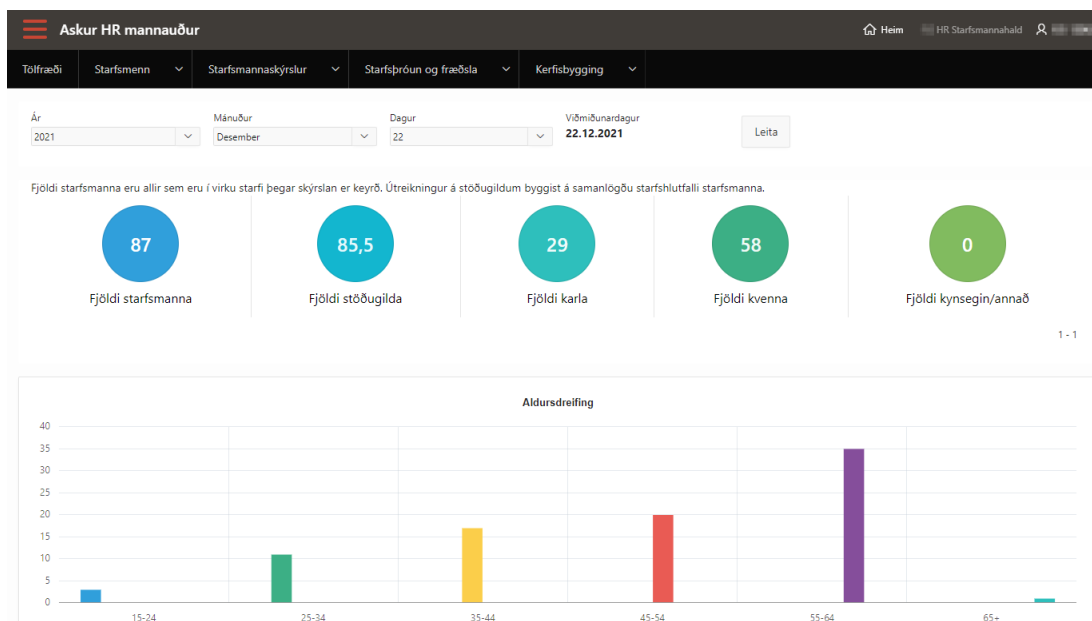 Askur HR mannauður
Heim
HR Starfsmannahald
Tölfræði
Starfsmenn
Starfsmannaskýrslur
Starfsþróun og fræðsla
Kerfisbygging
Ár
Mánuður
Dagur
Viðmiðunardagur
2021
Desember
22
22.12.2021
Leita
Fjöldi starfsmanna eru allir sem eru í virku starfi þegar skýrslan er keyrð. Útreikningur á stöðugildum byggist á samanlögðu starfshlutfalli starfsmanna.
87
85,5
29
58
0
Fjöldi starfsmanna
Fjöldi stöðugilda
Fjöldi karla
Fjöldi kvenna
Fjöldi kynsegin/annað
1 - 1
Aldursdreifing
40
35
30
25
20
15
10
5
0
15-24
25-34
35-44
45-54
55-64
65+